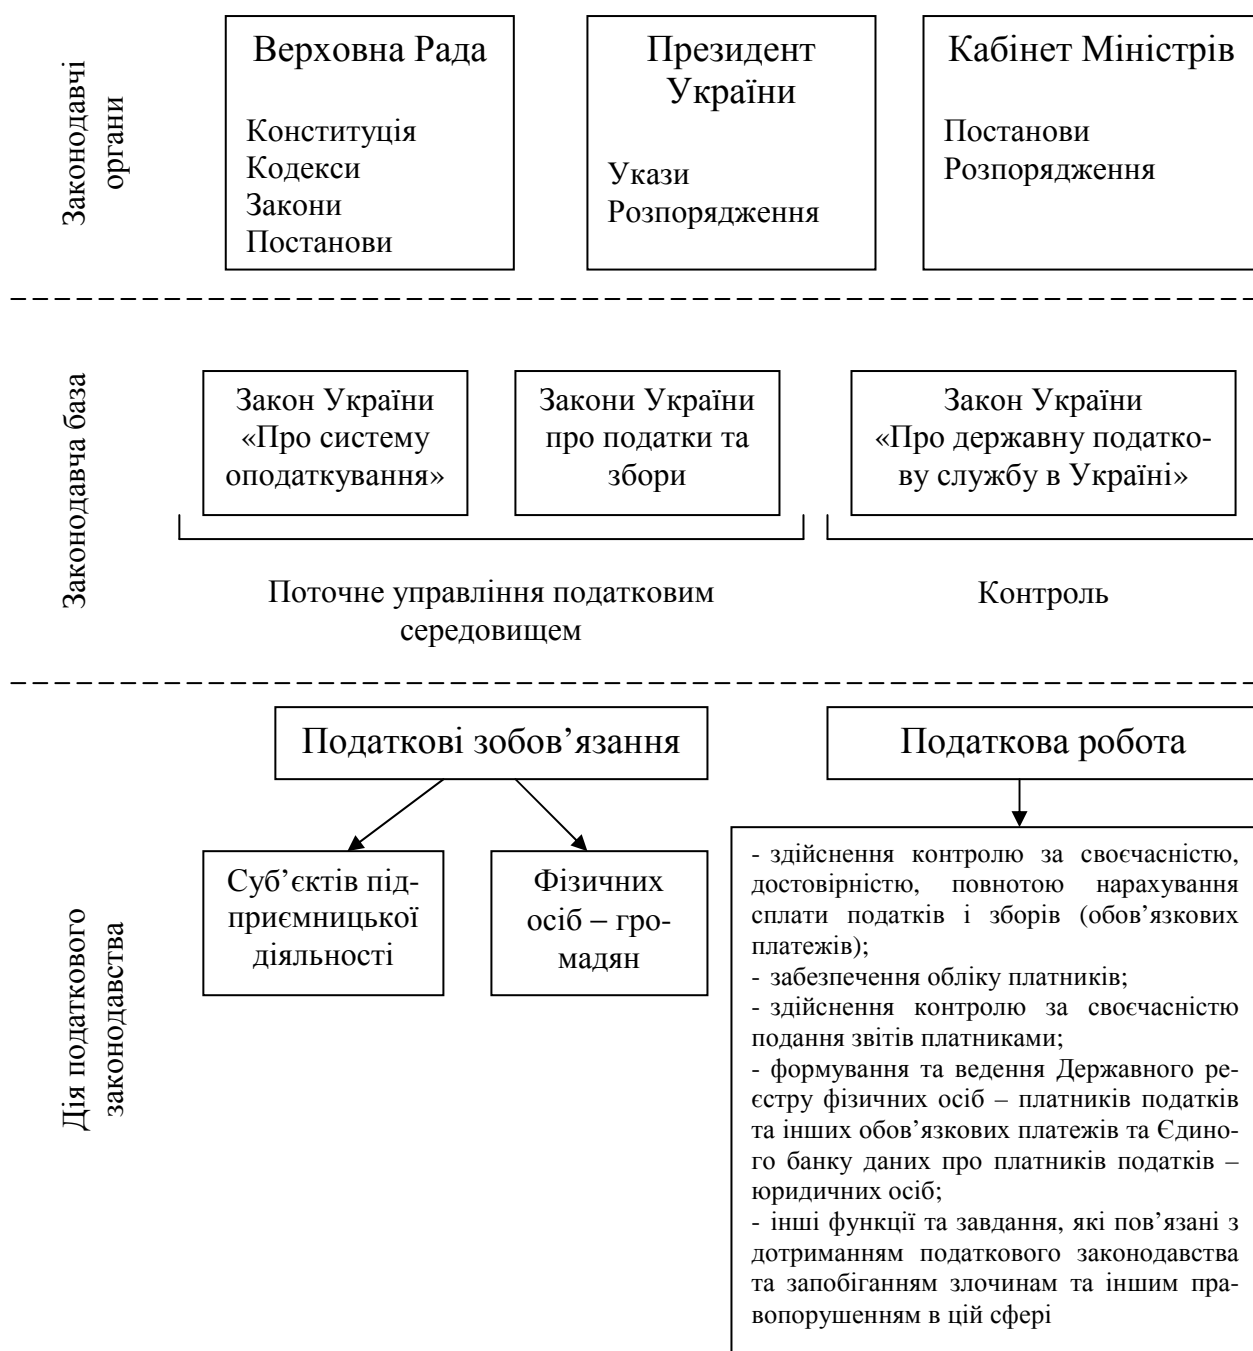 Законодавчі
органи
Верховна Рада
Конституція
Кодекси
Закони
Постанови
Президент
України
Укази
Розпорядження
Кабінет Міністрів
Постанови
Розпорядження
Законодавча база
Закон України
«Про систему
оподаткування»
Закони України
про податки та
збори
Закон України
«Про державну податко-
ву службу в Україні»
Поточне управління податковим
середовищем
Контроль
Дія податкового
законодавства
Податкові зобов’язання
Суб’єктів під-
приємницької
діяльності
Фізичних
осіб – гро-
мадян
Податкова робота
- здійснення контролю за своєчасністю,
достовірністю, повнотою нарахування
сплати податків і зборів (обов’язкових
платежів);
- забезпечення обліку платників;
- здійснення контролю за своєчасністю
подання звітів платниками;
- формування та ведення Державного ре-
єстру фізичних осіб – платників податків
та інших обов’язкових платежів та Єдино-
го банку даних про платників податків –
юридичних осіб;
- інші функції та завдання, які пов’язані з
дотриманням податкового законодавства
та запобіганням злочинам та іншим пра-
вопорушенням в цій сфері